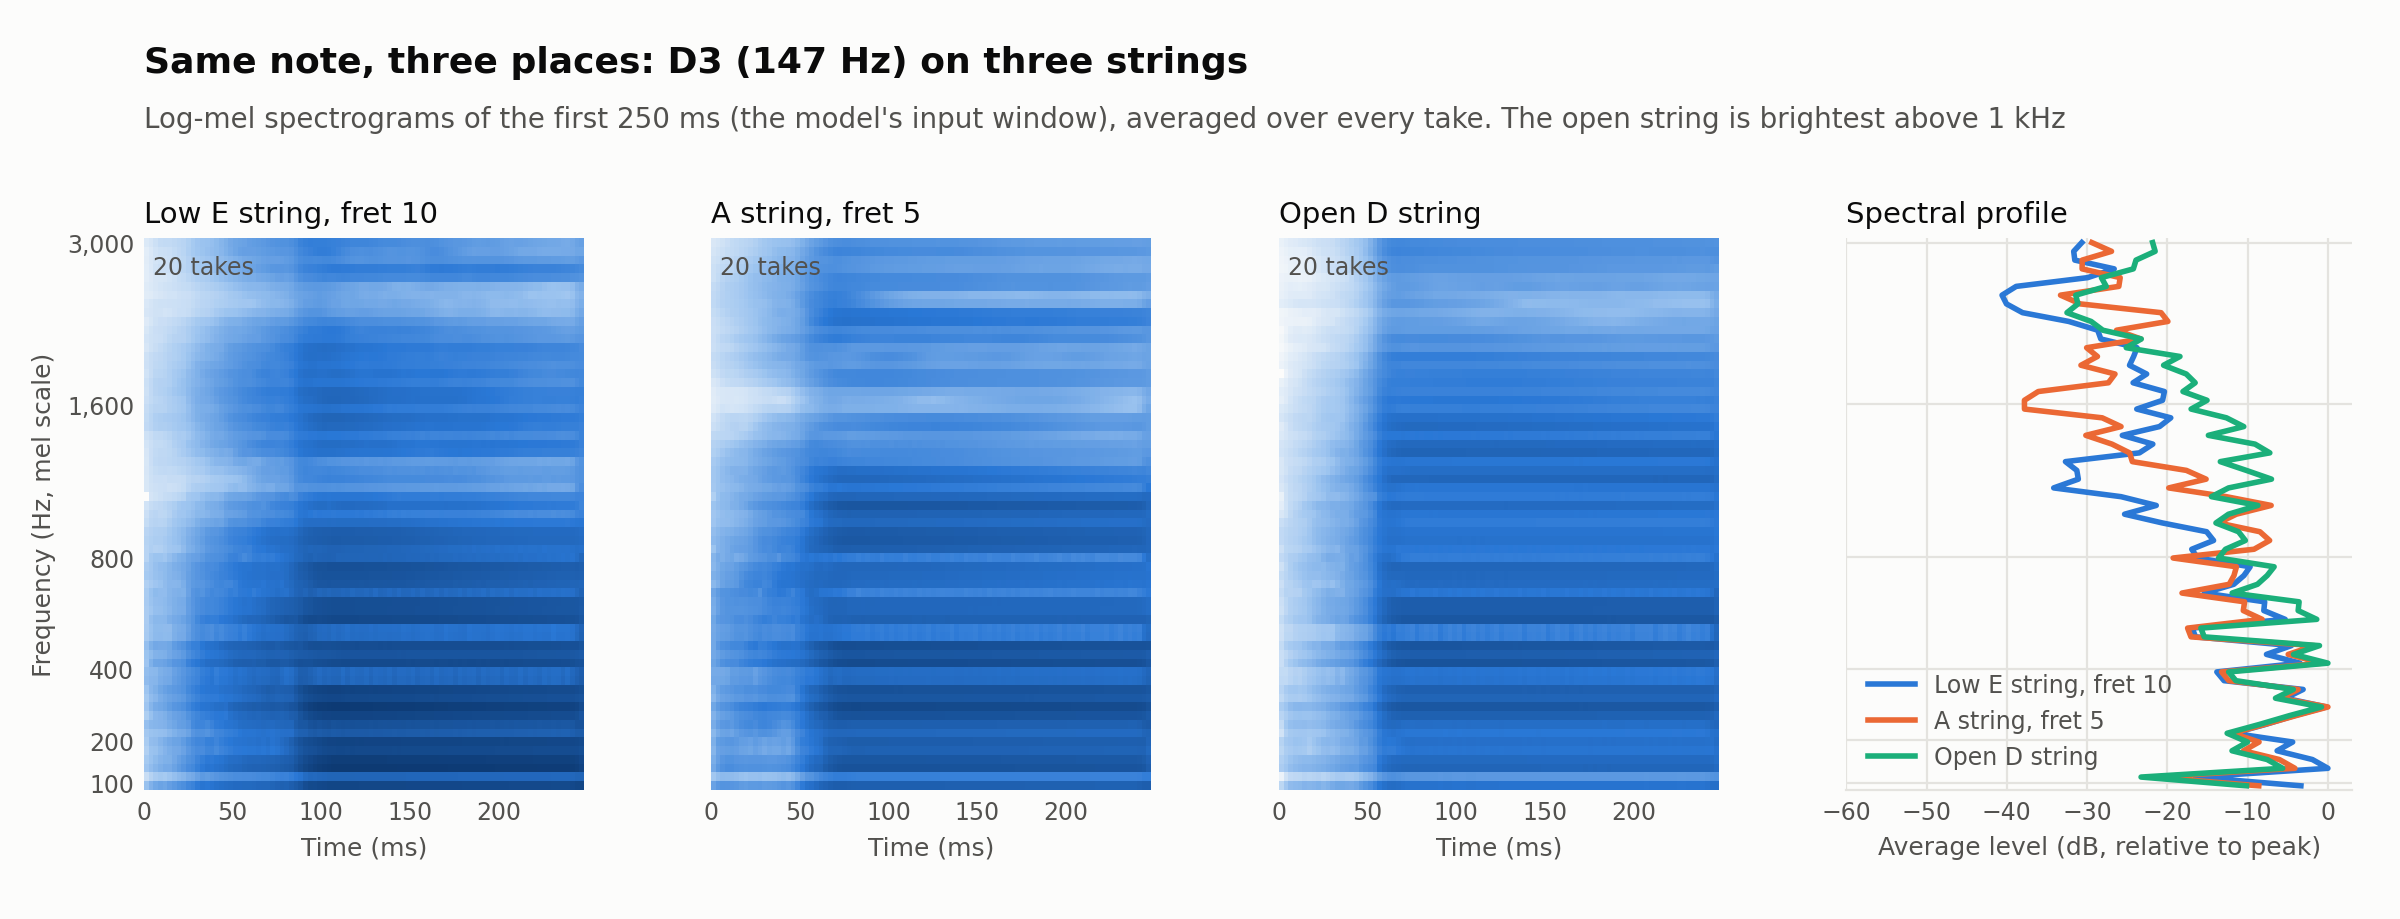 Same note, three places: D3 (147 Hz) on three strings
Log-mel spectrograms of the first 250 ms (the model's input window), averaged over every take. The open string is brightest above 1 kHz
Low E string, fret 10
A string, fret 5
Open D string
Spectral profile
20 takes
20 takes
20 takes
Frequency (Hz, mel scale)
3,000
1,600
800
400
200
100
0 50 100 150 200
Time (ms)
0 50 100 150 200
Time (ms)
0 50 100 150 200
Time (ms)
Low E string, fret 10
A string, fret 5
Open D string
−60 −50 −40 −30 −20 −10 0
Average level (dB, relative to peak)